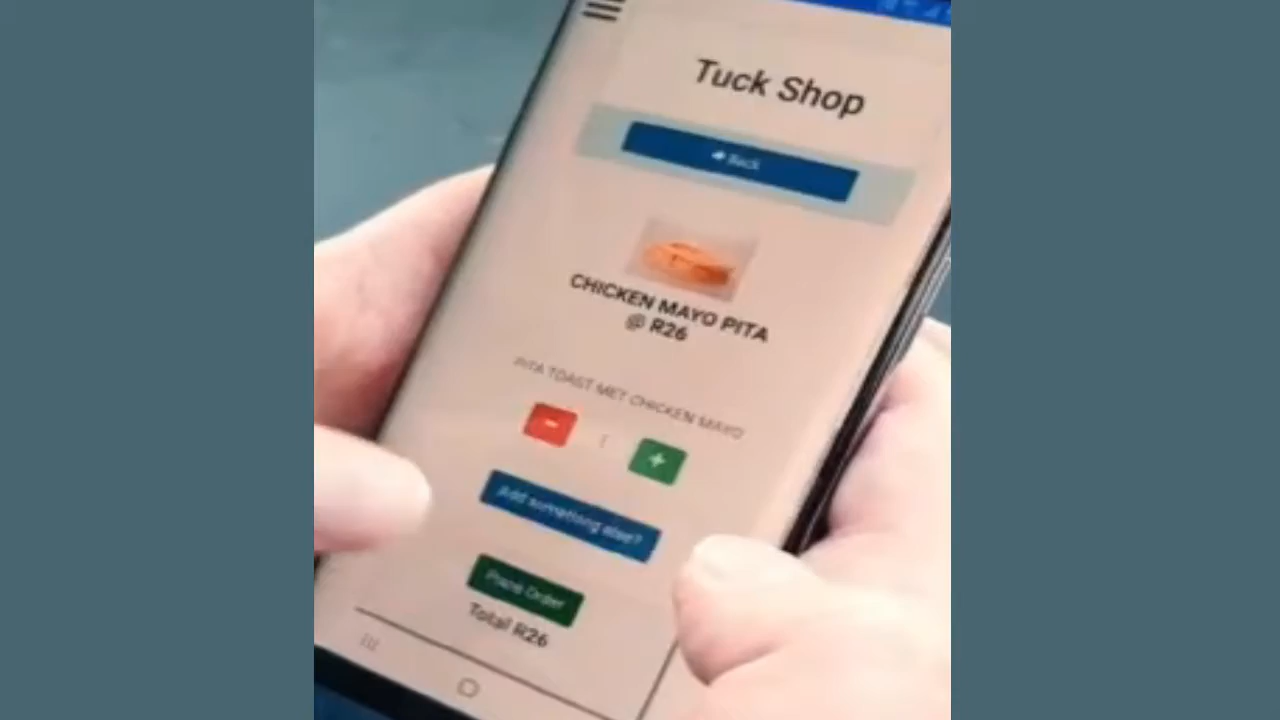 Tuck Shop
Back
CHICKEN MAYO PITA
@ R26
PITA TOAST MET CHICKEN MAYO
- 1 +
Add something else?
Place Order
Total R26